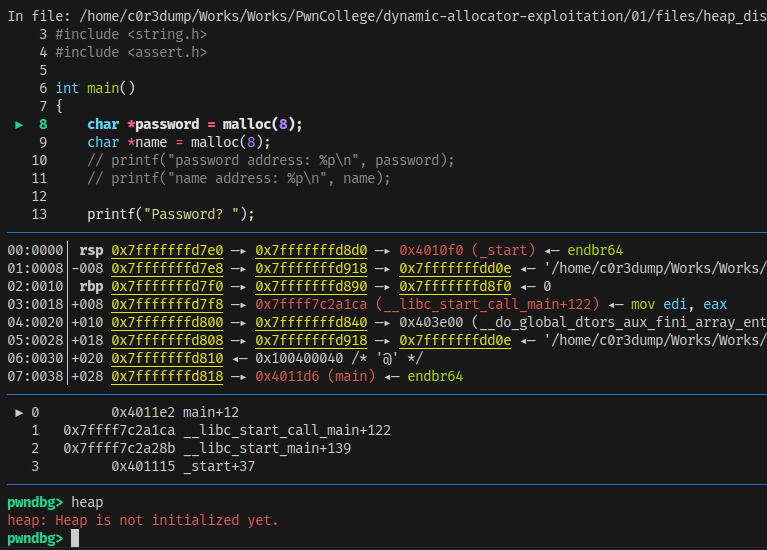 In file: /home/c0r3dump/Works/Works/PwnCollege/dynamic-allocator-exploitation/01/files/heap_dis
3 #include <string.h>
4 #include <assert.h>
5
6 int main()
7 {
► 8 char *password = malloc(8);
9 char *name = malloc(8);
10 // printf("password address: %p\n", password);
11 // printf("name address: %p\n", name);
12
13 printf("Password? ");
00:0000│ rsp 0x7fffffffd7e0 —▸ 0x7fffffffd8d0 —▸ 0x4010f0 (_start) ◂— endbr64
01:0008│-008 0x7fffffffd7e8 —▸ 0x7fffffffd918 —▸ 0x7fffffffdd0e ◂— '/home/c0r3dump/Works/Works/
02:0010│ rbp 0x7fffffffd7f0 —▸ 0x7fffffffd890 —▸ 0x7fffffffd8f0 ◂— 0
03:0018│+008 0x7fffffffd7f8 —▸ 0x7ffff7c2a1ca (__libc_start_call_main+122) ◂— mov edi, eax
04:0020│+010 0x7fffffffd800 —▸ 0x7fffffffd840 —▸ 0x403e00 (__do_global_dtors_aux_fini_array_ent
05:0028│+018 0x7fffffffd808 —▸ 0x7fffffffd918 —▸ 0x7fffffffdd0e ◂— '/home/c0r3dump/Works/Works/
06:0030│+020 0x7fffffffd810 ◂— 0x100400040 /* '@' */
07:0038│+028 0x7fffffffd818 —▸ 0x4011d6 (main) ◂— endbr64
► 0 0x4011e2 main+12
1 0x7ffff7c2a1ca __libc_start_call_main+122
2 0x7ffff7c2a28b __libc_start_main+139
3 0x401115 _start+37
pwndbg> heap
heap: Heap is not initialized yet.
pwndbg>